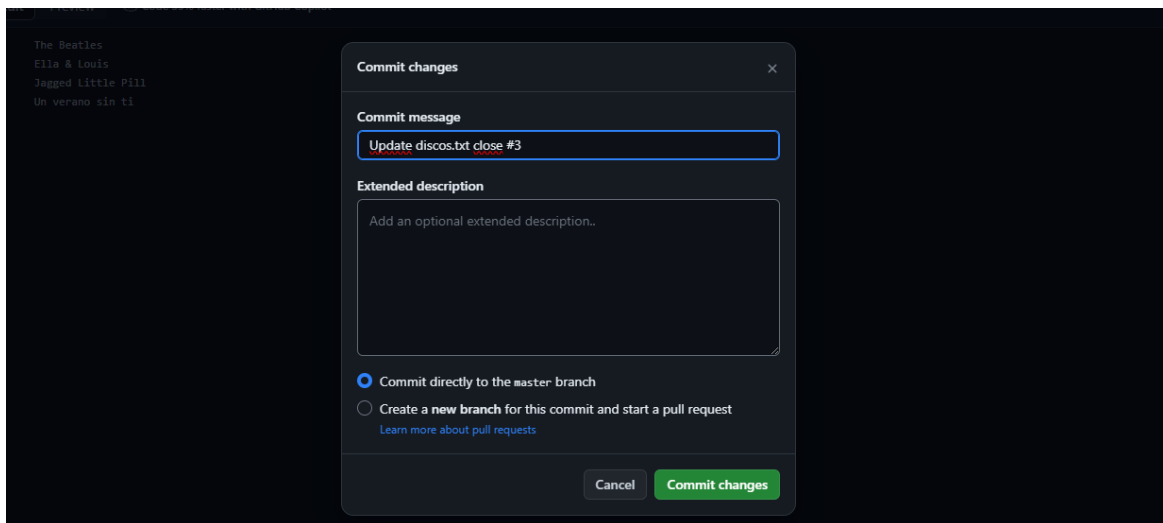 Preview
The Beatles
Ella & Louis
Jagged Little Pill
Un verano sin ti
Commit changes
Commit message
Update discos.txt close #3
Extended description
Add an optional extended description..
Commit directly to the master branch
Create a new branch for this commit and start a pull request
Learn more about pull requests
Cancel
Commit changes